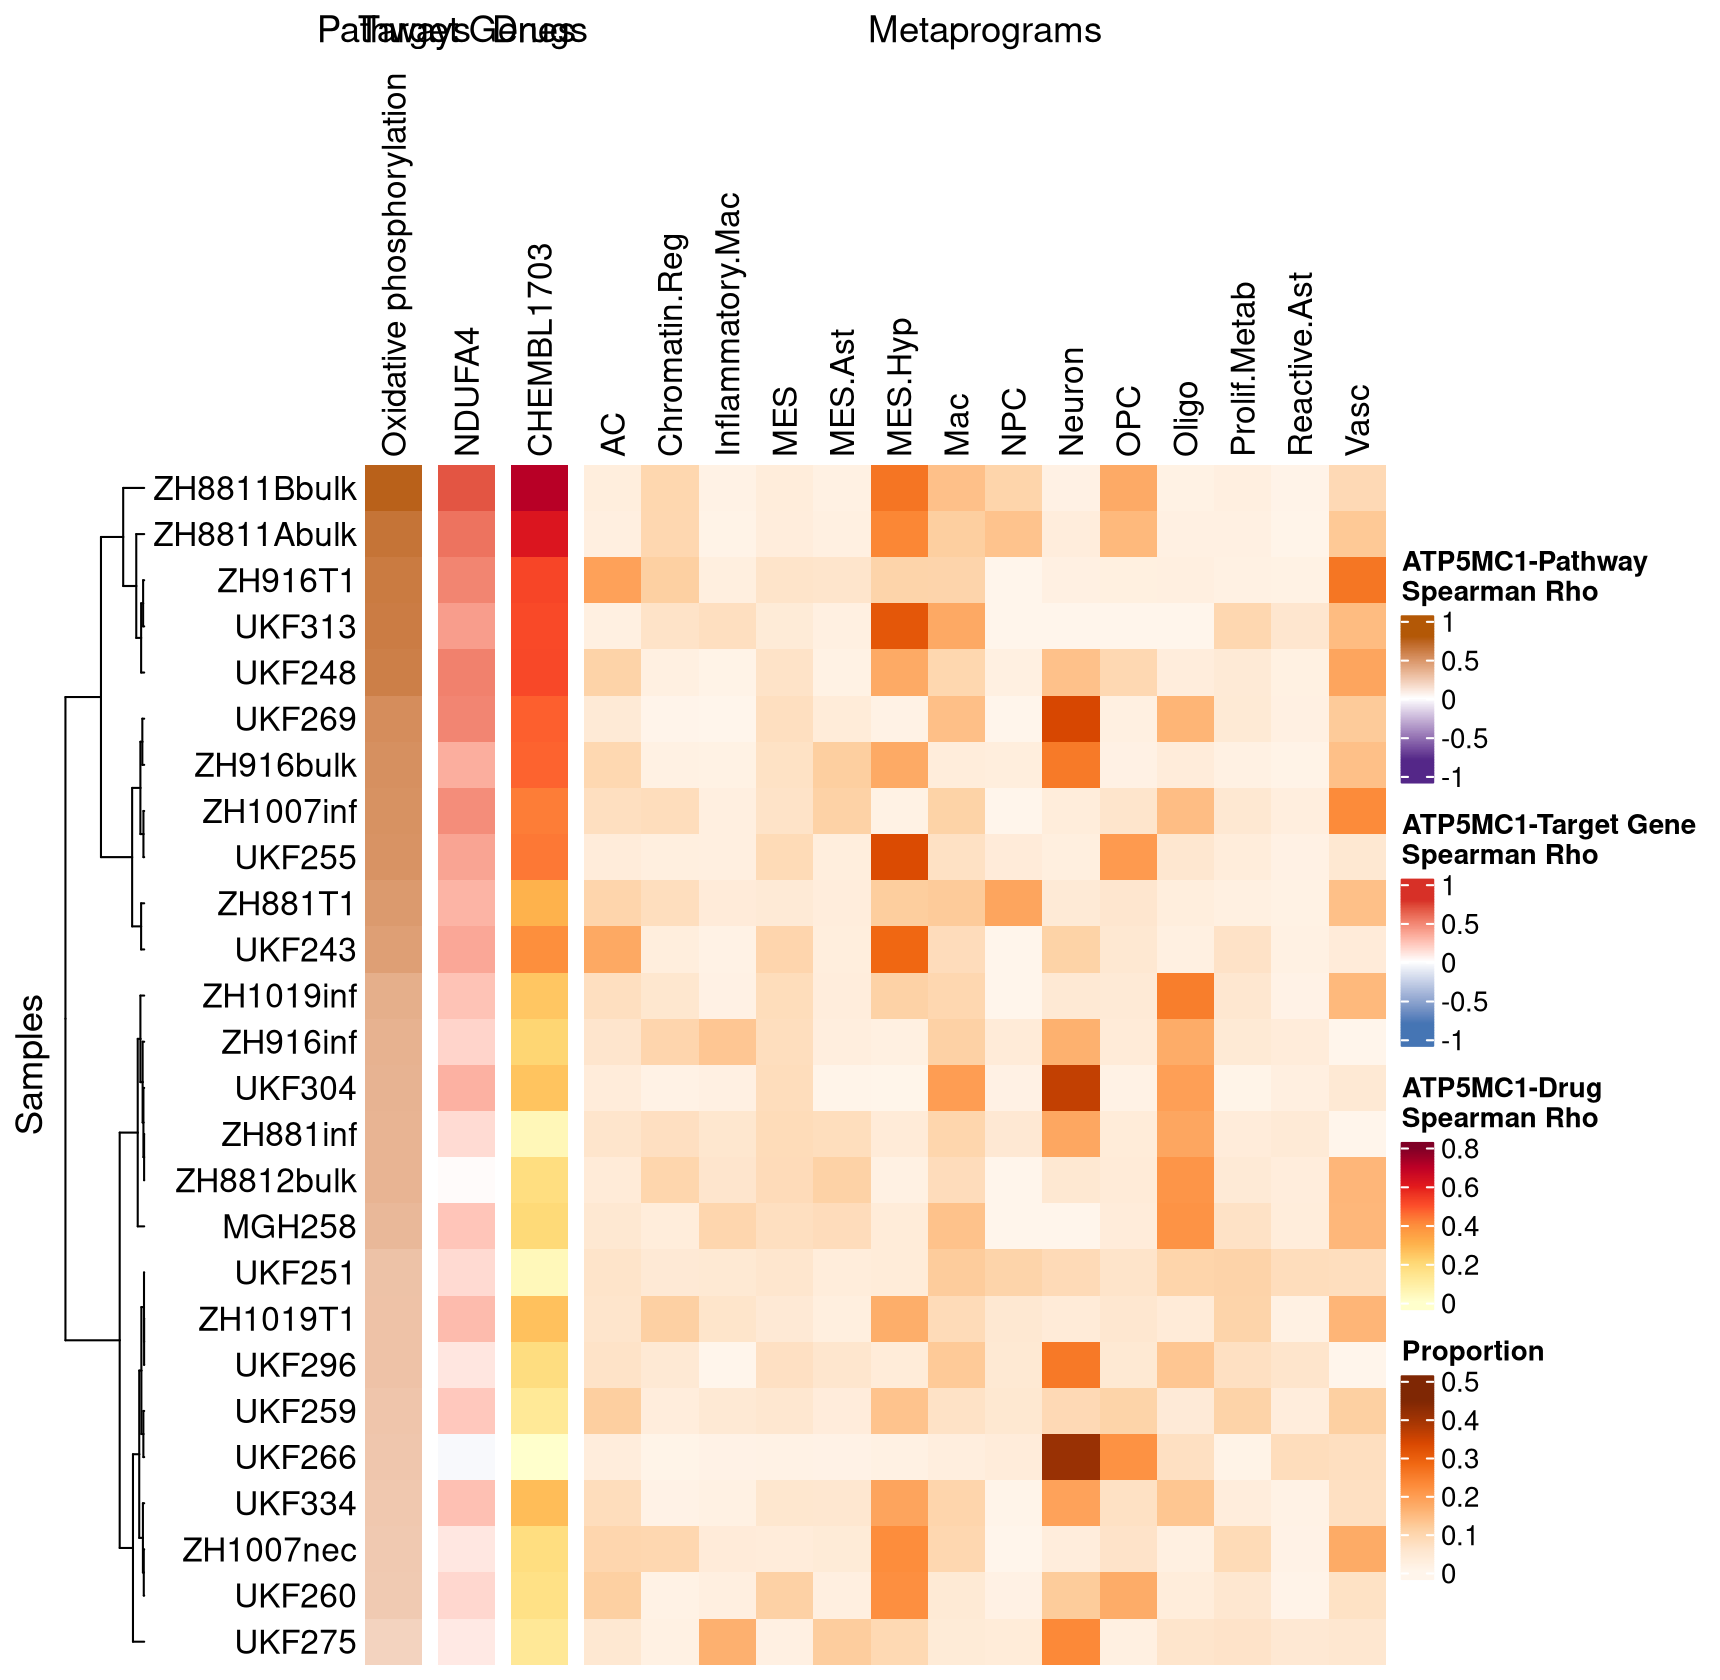 Pathways Target Genes Drugs Metaprograms
Oxidative phosphorylation
NDUFA4
CHEMBL1703
AC
Chromatin.Reg
Inflammatory.Mac
MES
MES.Ast
MES.Hyp
Mac
NPC
Neuron
OPC
Oligo
Prolif.Metab
Reactive.Ast
Vasc
Samples
ZH8811Bbulk
ZH8811Abulk
ZH916T1
UKF313
UKF248
UKF269
ZH916bulk
ZH1007inf
UKF255
ZH881T1
UKF243
ZH1019inf
ZH916inf
UKF304
ZH881inf
ZH8812bulk
MGH258
UKF251
ZH1019T1
UKF296
UKF259
UKF266
UKF334
ZH1007nec
UKF260
UKF275
ATP5MC1-Pathway
Spearman Rho
1
0.5
0
-0.5
-1
ATP5MC1-Target Gene
Spearman Rho
1
0.5
0
-0.5
-1
ATP5MC1-Drug
Spearman Rho
0.8
0.6
0.4
0.2
0
Proportion
0.5
0.4
0.3
0.2
0.1
0